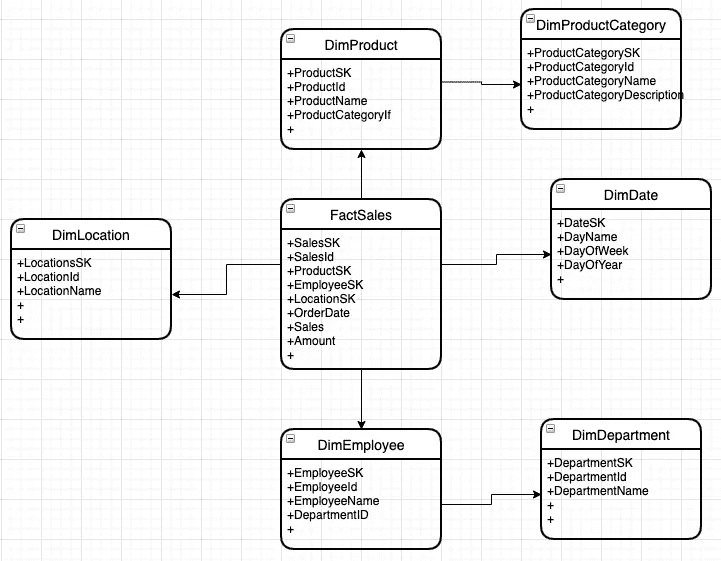 DimProduct
+ProductSK
+ProductId
+ProductName
+ProductCategoryIf
+
DimProductCategory
+ProductCategorySK
+ProductCategoryId
+ProductCategoryName
+ProductCategoryDescription
+
DimLocation
+LocationsSK
+LocationId
+LocationName
+
+
FactSales
+SalesSK
+SalesId
+ProductSK
+EmployeeSK
+LocationSK
+OrderDate
+Sales
+Amount
+
DimDate
+DateSK
+DayName
+DayOfWeek
+DayOfYear
+
DimEmployee
+EmployeeSK
+EmployeeId
+EmployeeName
+DepartmentID
+
DimDepartment
+DepartmentSK
+DepartmentId
+DepartmentName
+
+